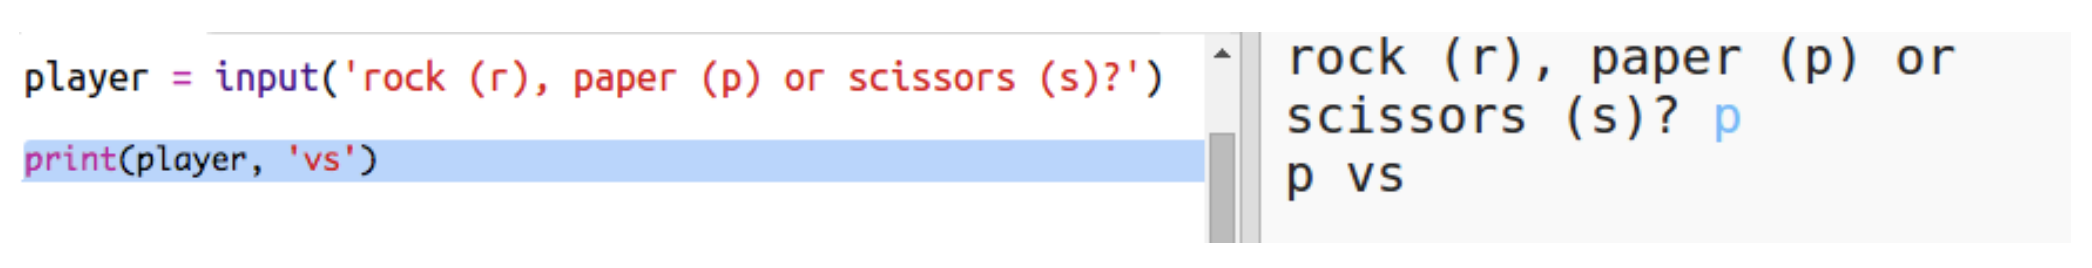 player = input('rock (r), paper (p) or scissors (s)?')
print(player, 'vs')
rock (r), paper (p) or
scissors (s)? p
p vs